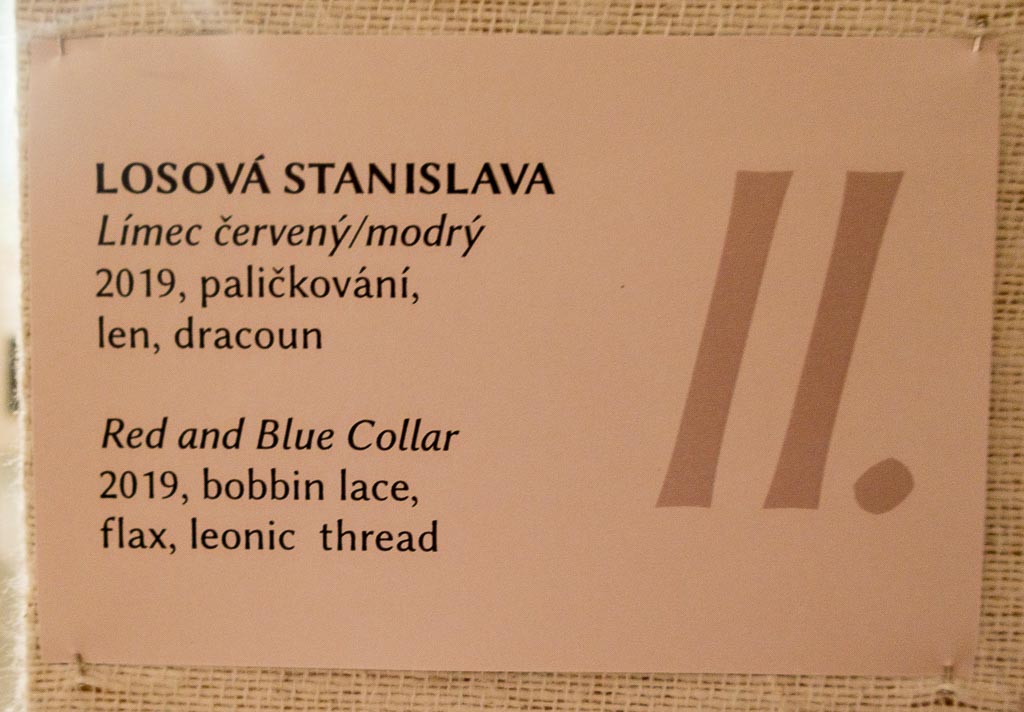 LOSOVÁ STANISLAVA
Límec červený/modrý
2019, paličkování,
len, dracoun
Red and Blue Collar
2019, bobbin lace,
flax, leonic thread
II.